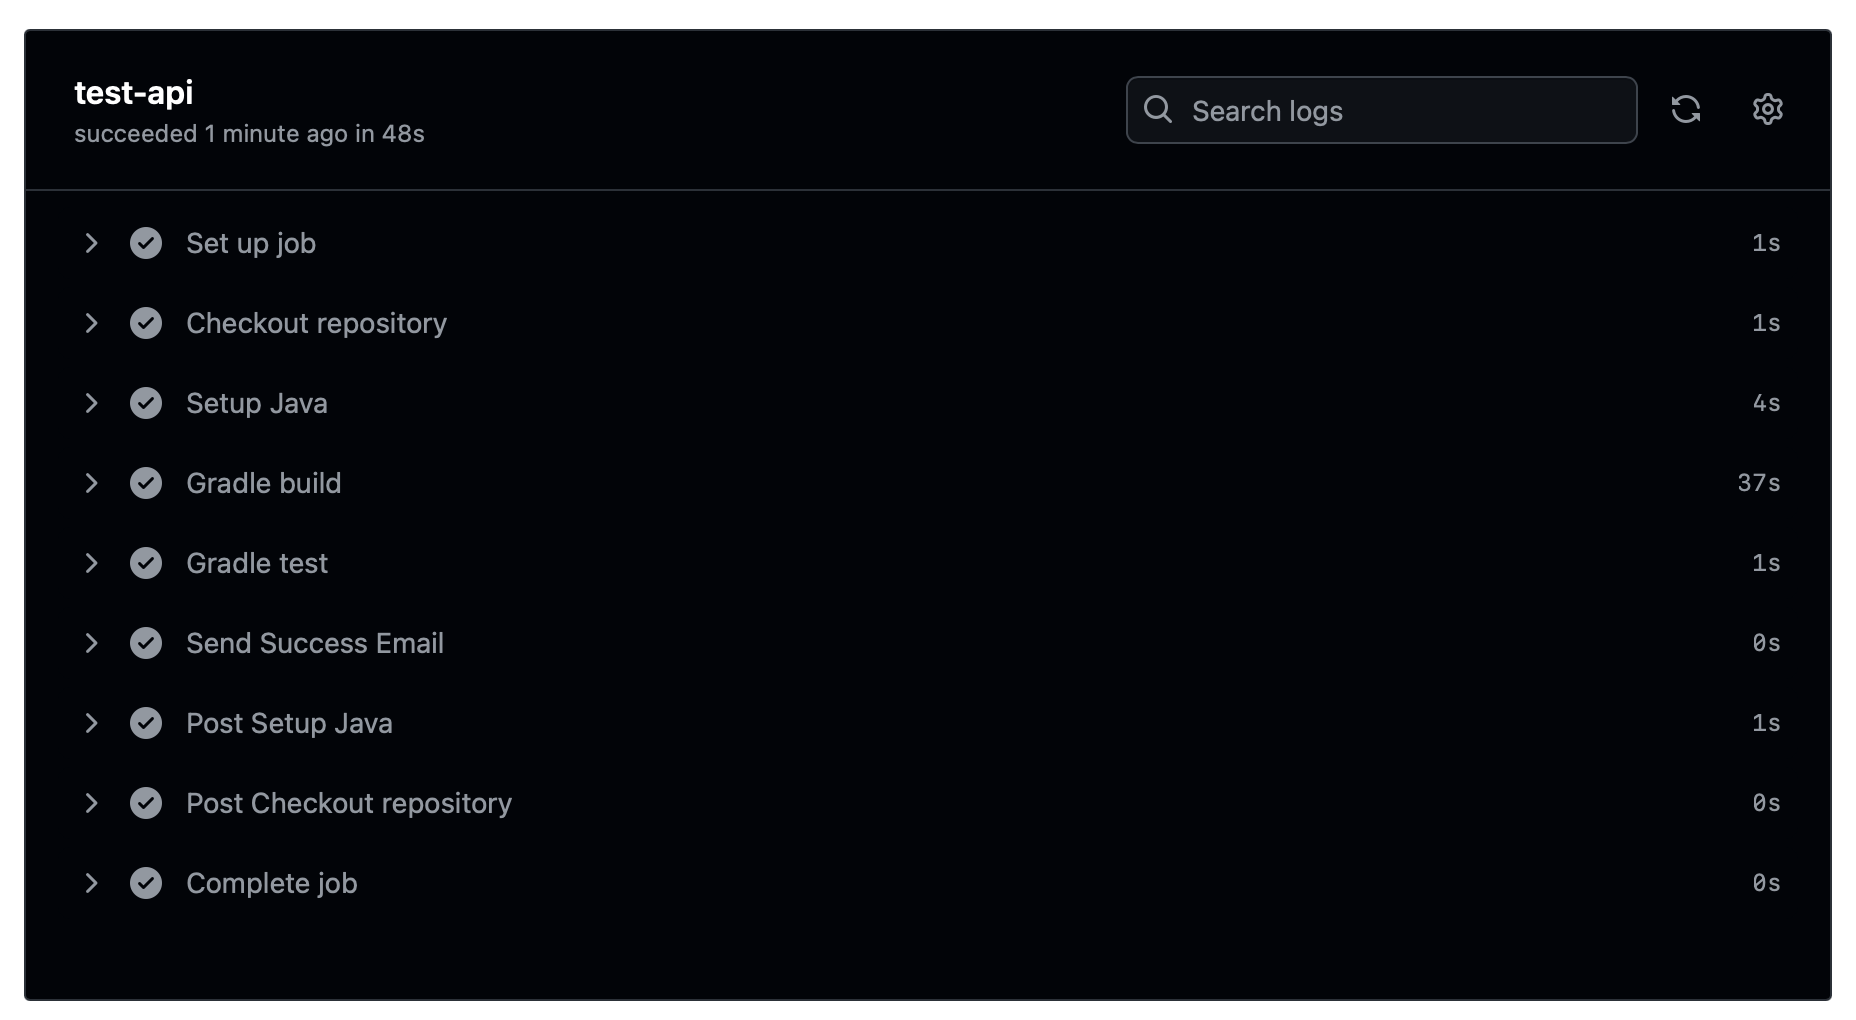 test-api
succeeded 1 minute ago in 48s
Search logs
Set up job 1s
Checkout repository 1s
Setup Java 4s
Gradle build 37s
Gradle test 1s
Send Success Email 0s
Post Setup Java 1s
Post Checkout repository 0s
Complete job 0s